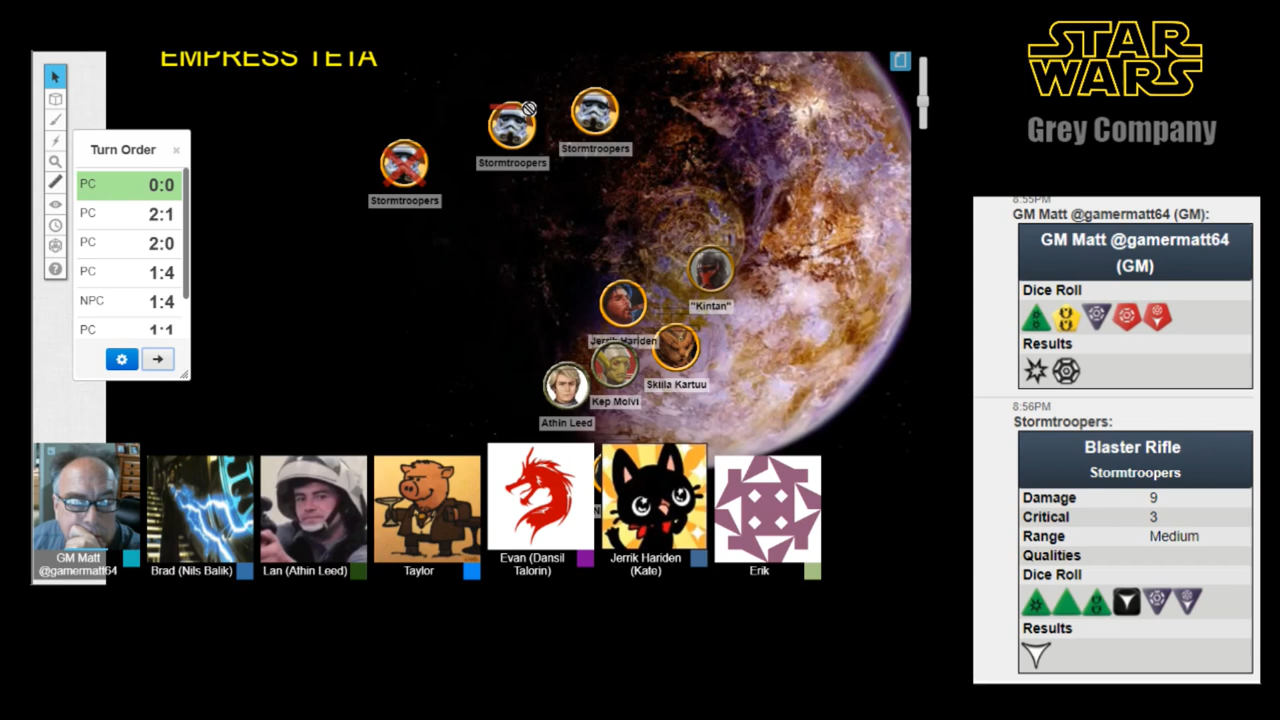 EMPRESS TETA
STAR
WARS
Grey Company
Turn Order
PC 0:0
PC 2:1
PC 2:0
PC 1:4
NPC 1:4
PC 1:1
Stormtroopers
Stormtroopers
Stormtroopers
"Kintan"
Jerrik Hariden
Skiila Kartuu
Kep Molvi
Athin Leed
GM Matt
@gamermatt64
Brad (Nils Balik)
Lan (Athin Leed)
Taylor
Evan (Dansil
Talorin)
Jerrik Hariden
(Kate)
Erik
8:55PM
GM Matt @gamermatt64 (GM):
GM Matt @gamermatt64
(GM)
Dice Roll
Results
8:56PM
Stormtroopers:
Blaster Rifle
Stormtroopers
Damage 9
Critical 3
Range Medium
Qualities
Dice Roll
Results